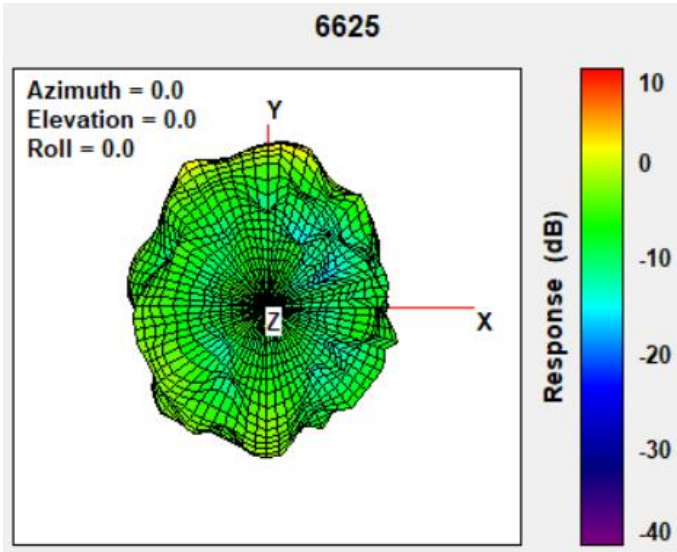 6625
Azimuth = 0.0
Elevation = 0.0
Roll = 0.0
Y
X
Z
Response (dB)
10
0
-10
-20
-30
-40